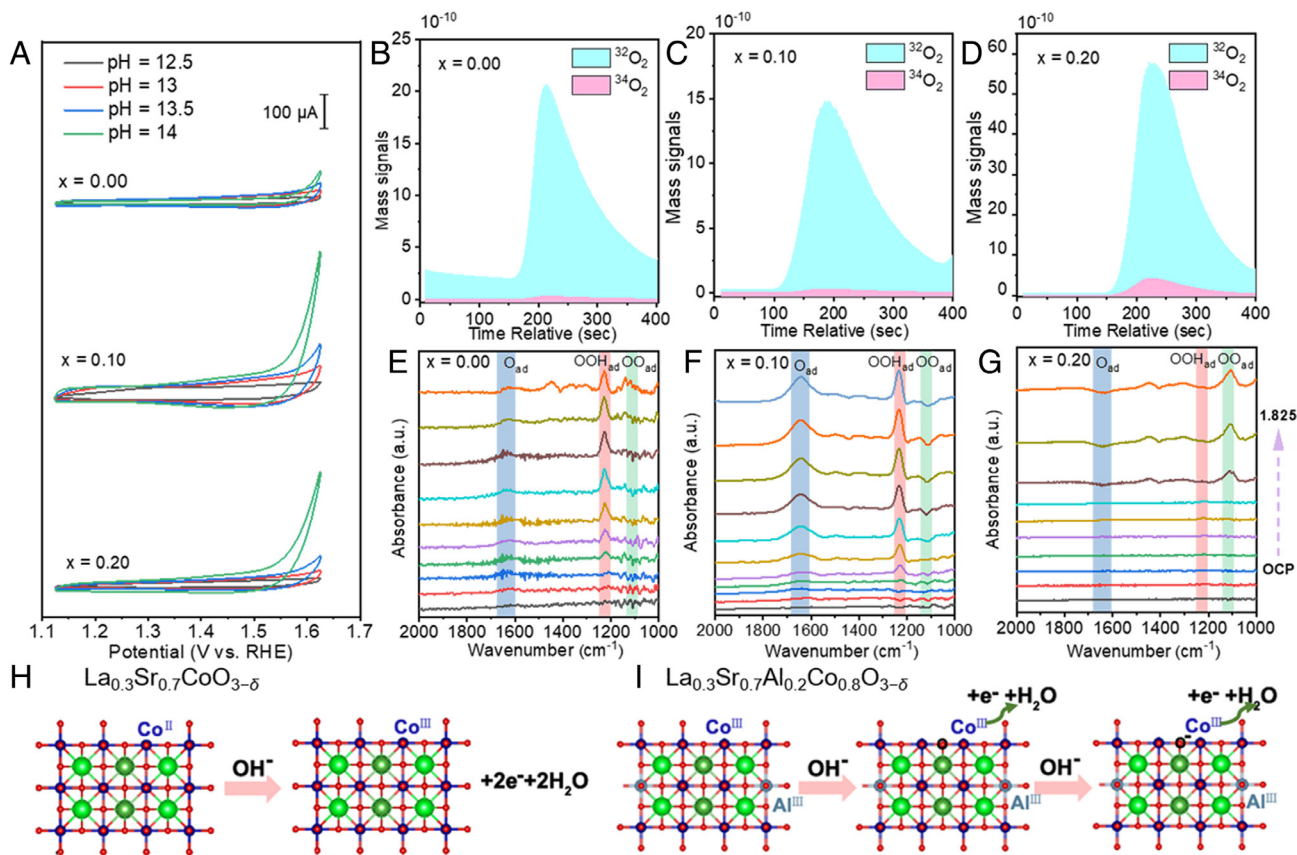 A
pH = 12.5
pH = 13
pH = 13.5
pH = 14
100 µA
x = 0.00
x = 0.10
x = 0.20
1.1 1.2 1.3 1.4 1.5 1.6 1.7
Potential (V vs. RHE)
B
10⁻¹⁰
25
20
15
10
5
0
Mass signals
x = 0.00
³²O₂
³⁴O₂
0 100 200 300 400
Time Relative (sec)
C
10⁻¹⁰
20
15
10
5
0
Mass signals
x = 0.10
³²O₂
³⁴O₂
0 100 200 300 400
Time Relative (sec)
D
10⁻¹⁰
60
50
40
30
20
10
0
Mass signals
x = 0.20
³²O₂
³⁴O₂
0 100 200 300 400
Time Relative (sec)
E
x = 0.00
O_ad
OOH_ad
OO_ad
Absorbance (a.u.)
2000 1800 1600 1400 1200 1000
Wavenumber (cm⁻¹)
F
x = 0.10
O_ad
OOH_ad
OO_ad
Absorbance (a.u.)
2000 1800 1600 1400 1200 1000
Wavenumber (cm⁻¹)
G
x = 0.20
O_ad
OOH_ad
OO_ad
1.825
OCP
Absorbance (a.u.)
2000 1800 1600 1400 1200 1000
Wavenumber (cm⁻¹)
H
La₀.₃Sr₀.₇CoO₃₋δ
Co^II
OH⁻
Co^III
+2e⁻+2H₂O
I
La₀.₃Sr₀.₇Al₀.₂Co₀.₈O₃₋δ
Co^III
Al^III
OH⁻
+e⁻ +H₂O
Co^III
Al^III
OH⁻
+e⁻ +H₂O
Co^III
O⁻
Al^III